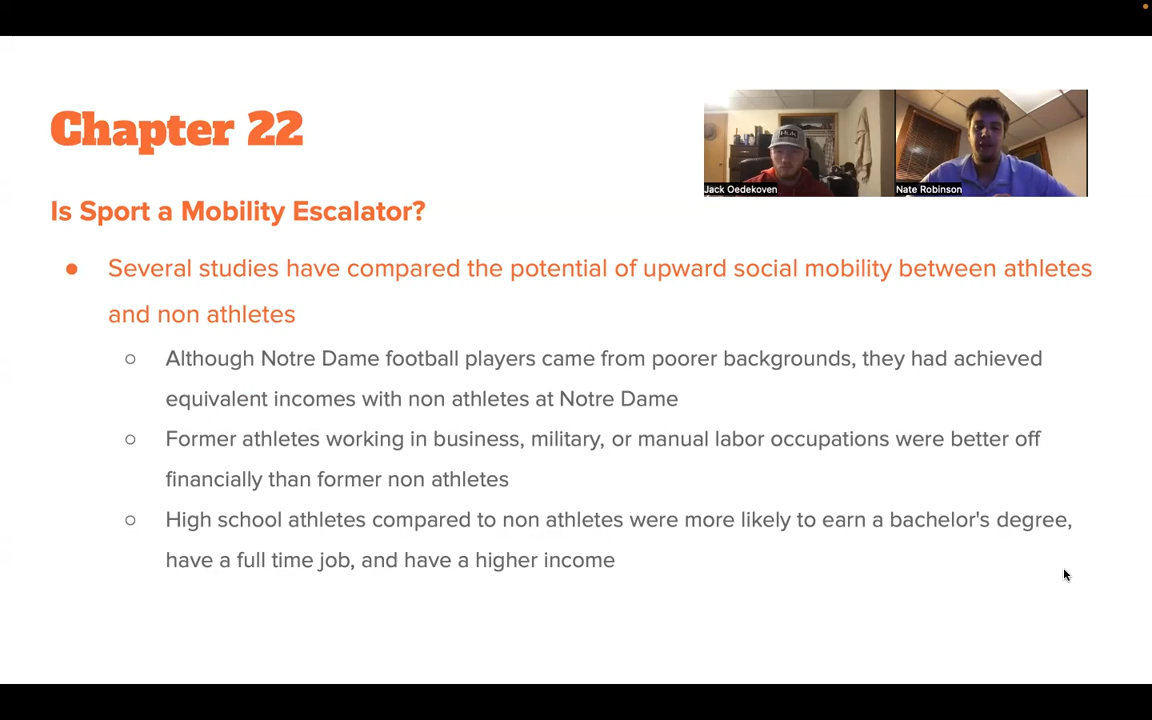 Chapter 22
Jack Oedekoven
Nate Robinson
Is Sport a Mobility Escalator?
● Several studies have compared the potential of upward social mobility between athletes
and non athletes
○ Although Notre Dame football players came from poorer backgrounds, they had achieved
equivalent incomes with non athletes at Notre Dame
○ Former athletes working in business, military, or manual labor occupations were better off
financially than former non athletes
○ High school athletes compared to non athletes were more likely to earn a bachelor's degree,
have a full time job, and have a higher income